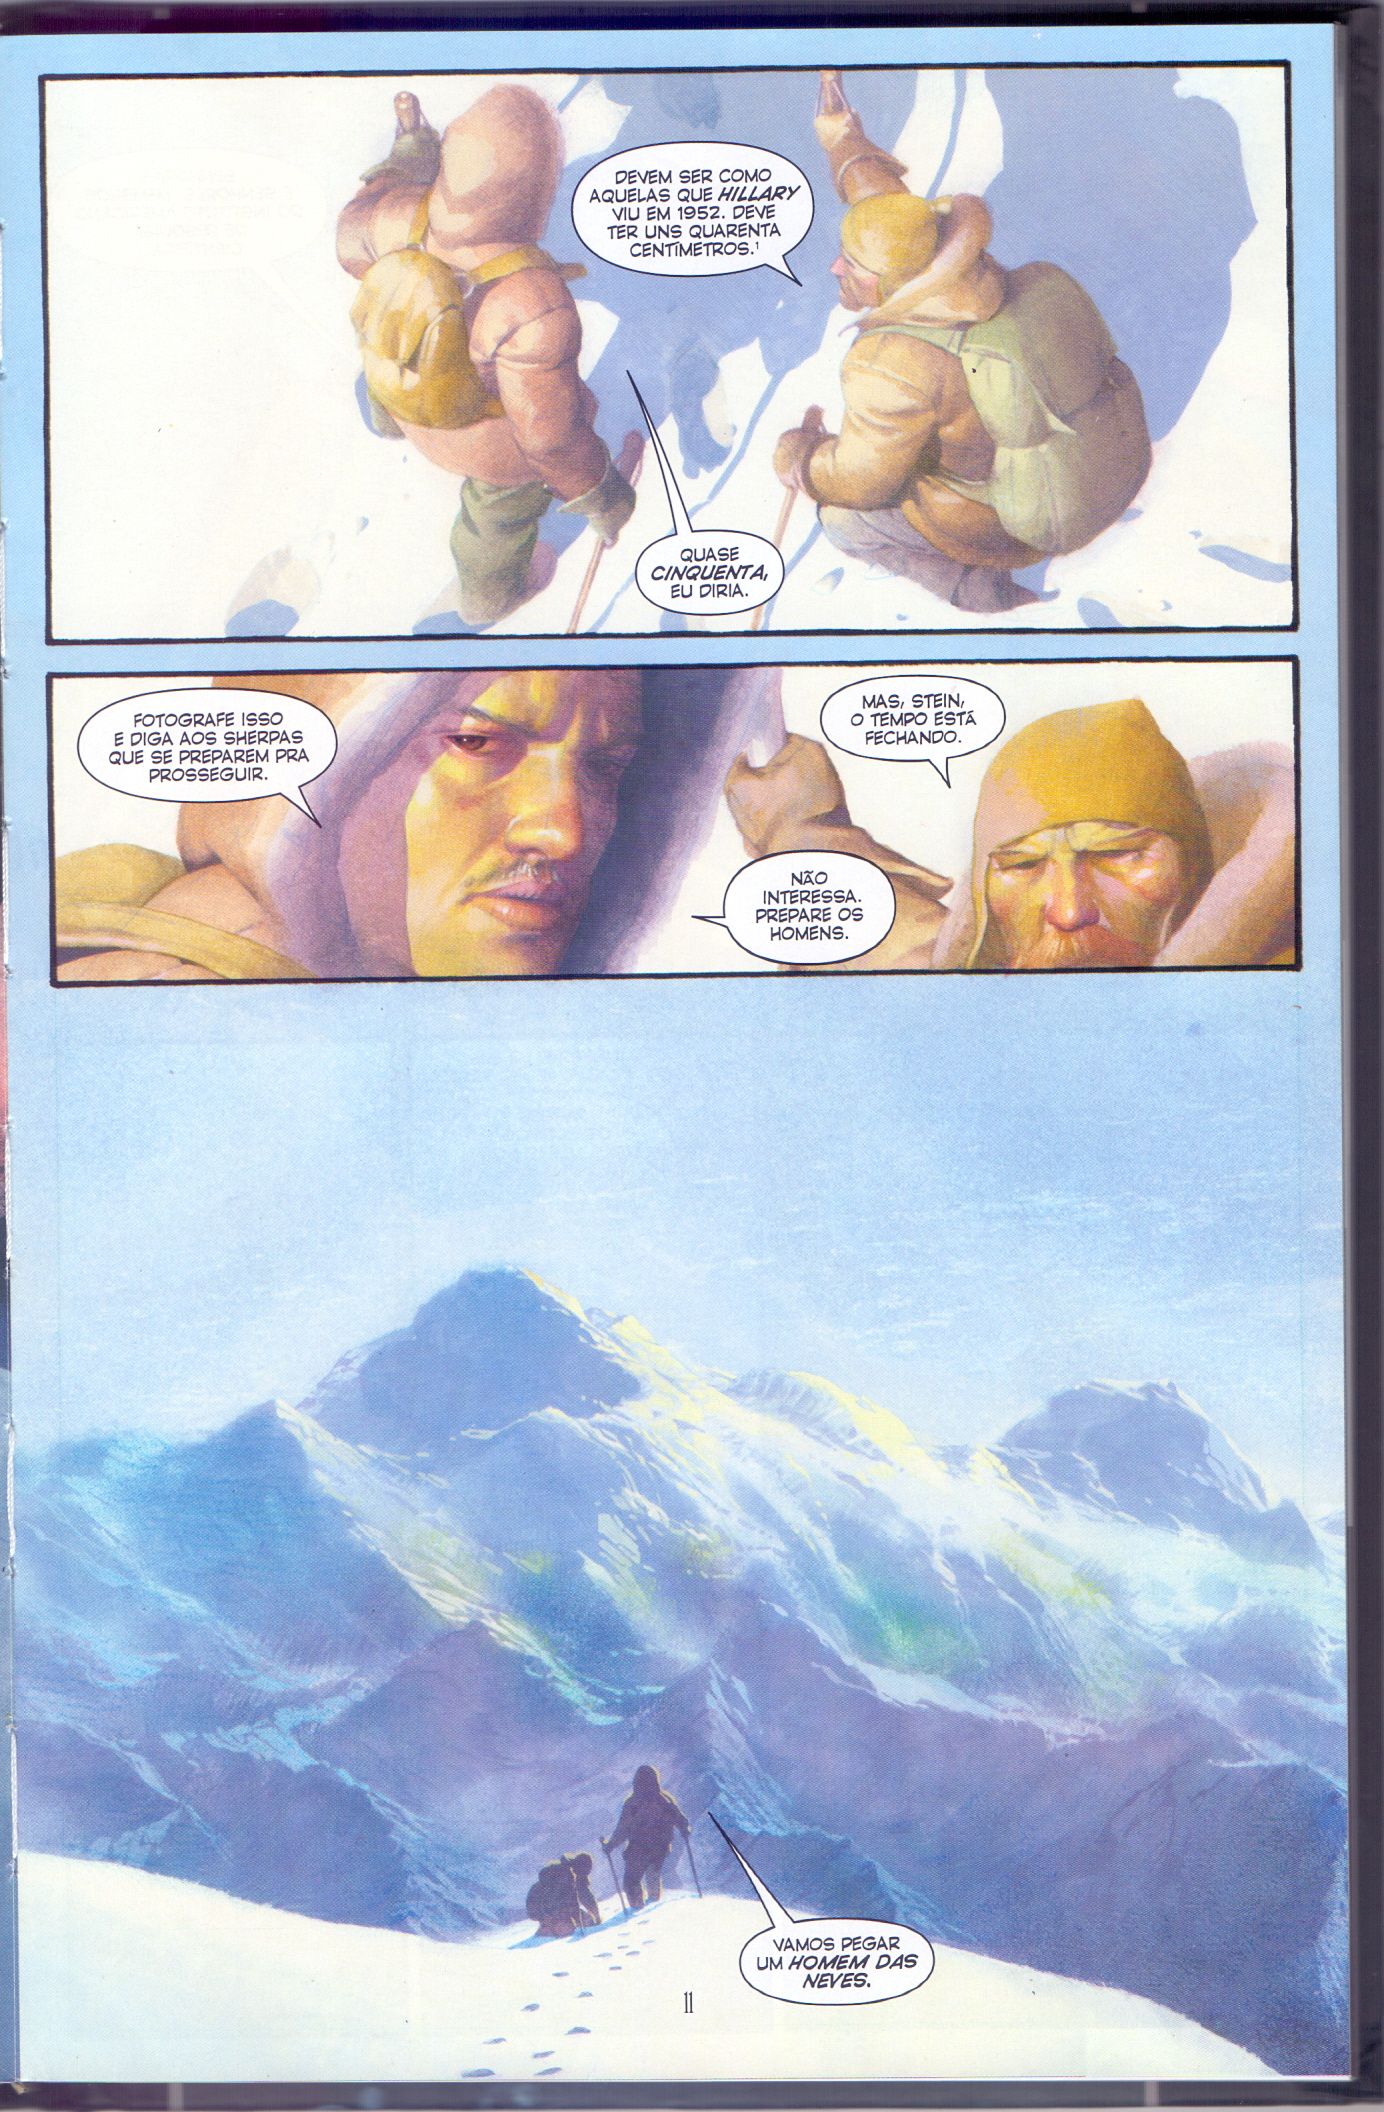 DEVEM SER COMO
AQUELAS QUE HILLARY
VIU EM 1952. DEVE
TER UNS QUARENTA
CENTÍMETROS.¹
QUASE
CINQUENTA,
EU DIRIA.
FOTOGRAFE ISSO
E DIGA AOS SHERPAS
QUE SE PREPAREM PRA
PROSSEGUIR.
MAS, STEIN,
O TEMPO ESTÁ
FECHANDO.
NÃO
INTERESSA.
PREPARE OS
HOMENS.
VAMOS PEGAR
UM HOMEM DAS
NEVES.
11